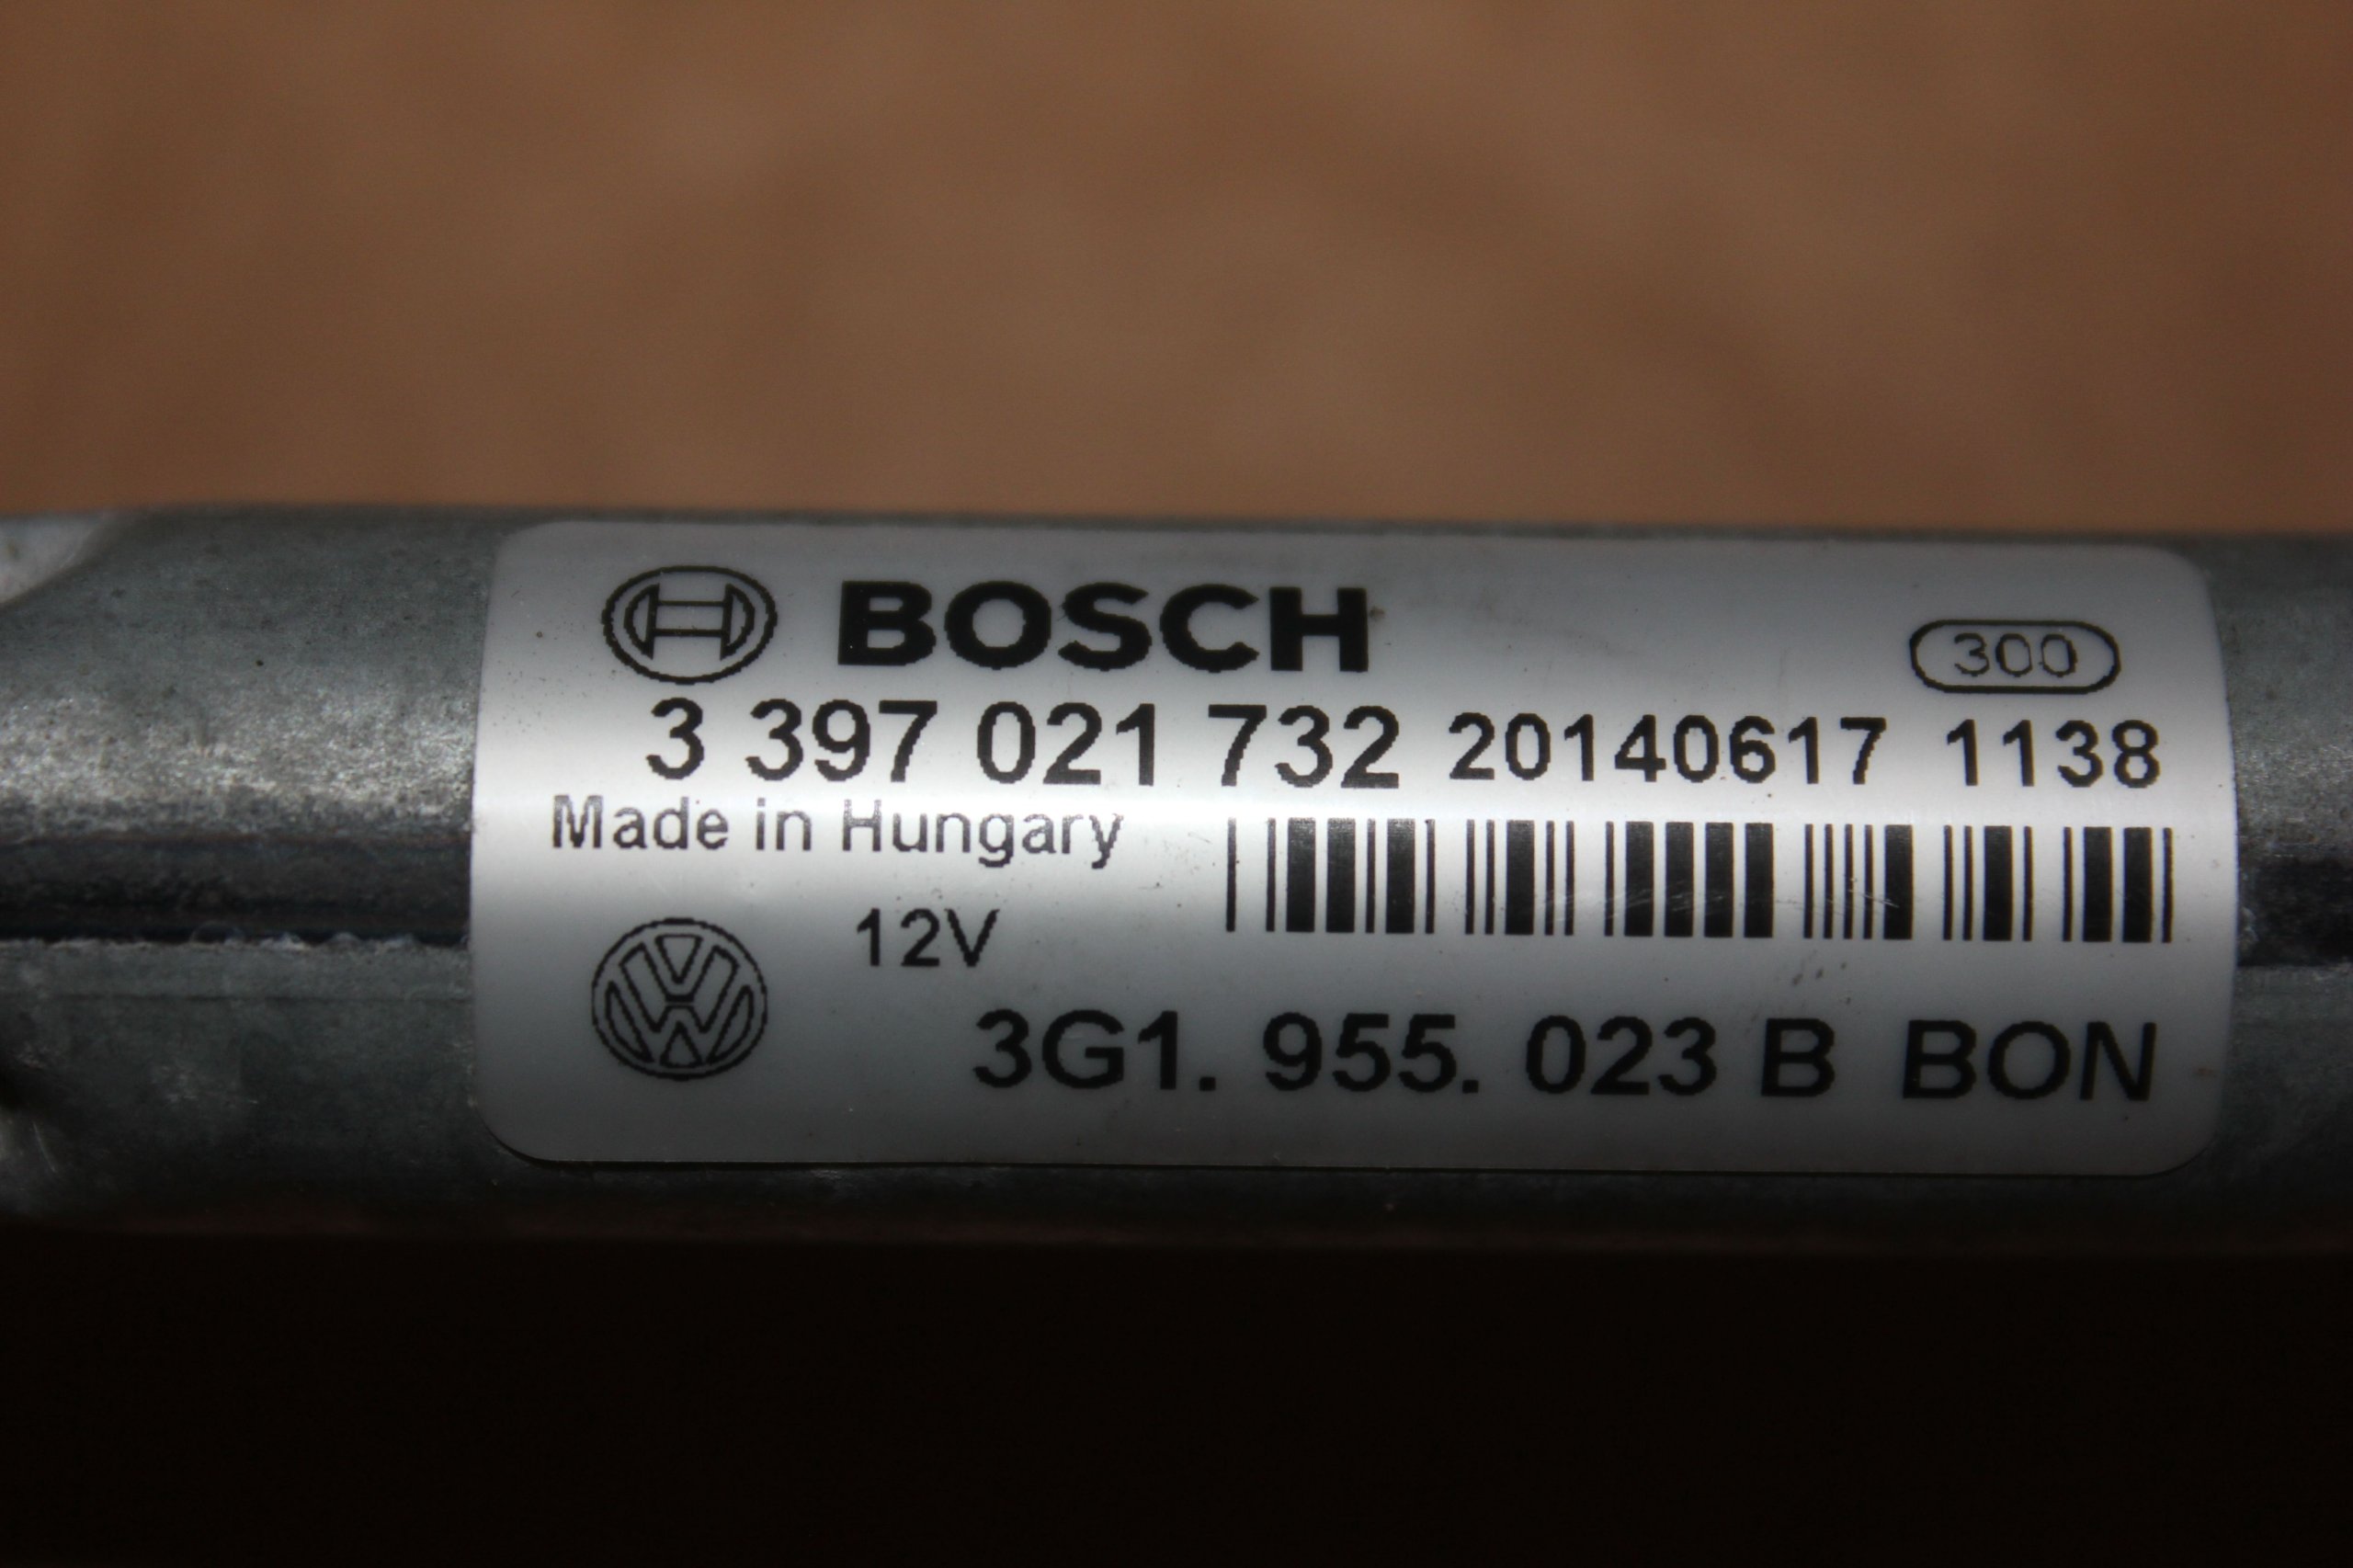 BOSCH
300
3 397 021 732 20140617 1138
Made in Hungary
12V
3G1. 955. 023 B BON